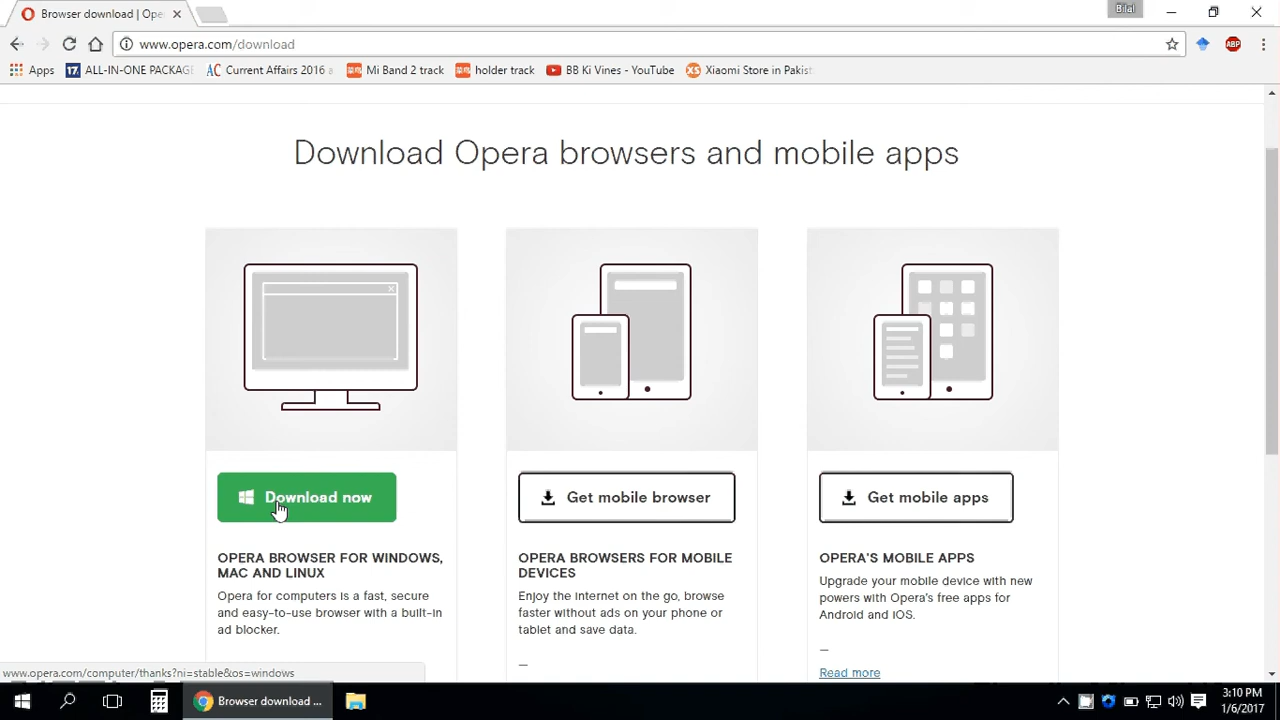 Browser download | Ope
Bilal
www.opera.com/download
Apps
ALL-IN-ONE PACKAG
Current Affairs 2016 a
Mi Band 2 track
holder track
BB Ki Vines - YouTube
Xiaomi Store in Pakist
Download Opera browsers and mobile apps
Download now
Get mobile browser
Get mobile apps
OPERA BROWSER FOR WINDOWS,
MAC AND LINUX
Opera for computers is a fast, secure
and easy-to-use browser with a built-in
ad blocker.
OPERA BROWSERS FOR MOBILE
DEVICES
Enjoy the internet on the go, browse
faster without ads on your phone or
tablet and save data.
—
OPERA'S MOBILE APPS
Upgrade your mobile device with new
powers with Opera's free apps for
Android and iOS.
—
Read more
www.opera.com/computer/thanks?ni=stable&os=windows
Browser download ...
3:10 PM
1/6/2017